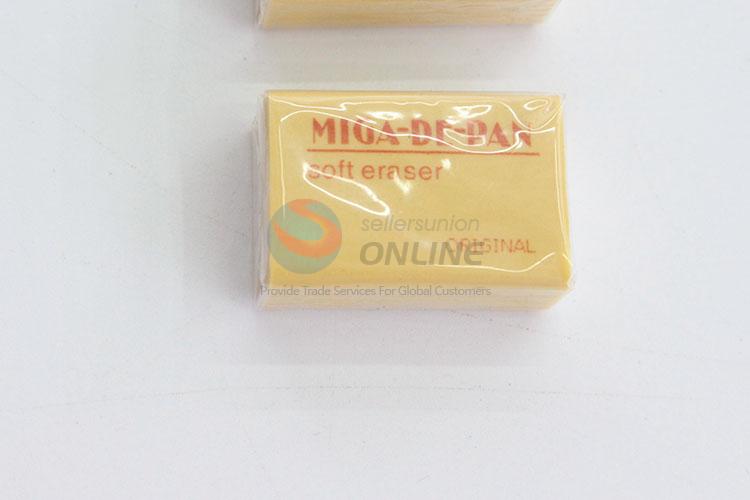 MIGA-DE-PAN
soft eraser
sellersunion
ONLINE
ORIGINAL
Provide Trade Services For Global Customers